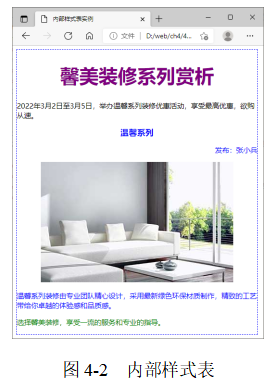 内部样式表实例
文件 | D:/web/ch4/4...
馨美装修系列赏析
2022年3月2日至3月5日，举办温馨系列装修优惠活动，享受最高优惠，欲购
从速。
温馨系列
发布：张小兵
温馨系列装修由专业团队精心设计，采用最新绿色环保材质制作，精致的工艺
带给你卓越的体验感和品质感。
选择馨美装修，享受一流的服务和专业的指导。
图 4-2 内部样式表